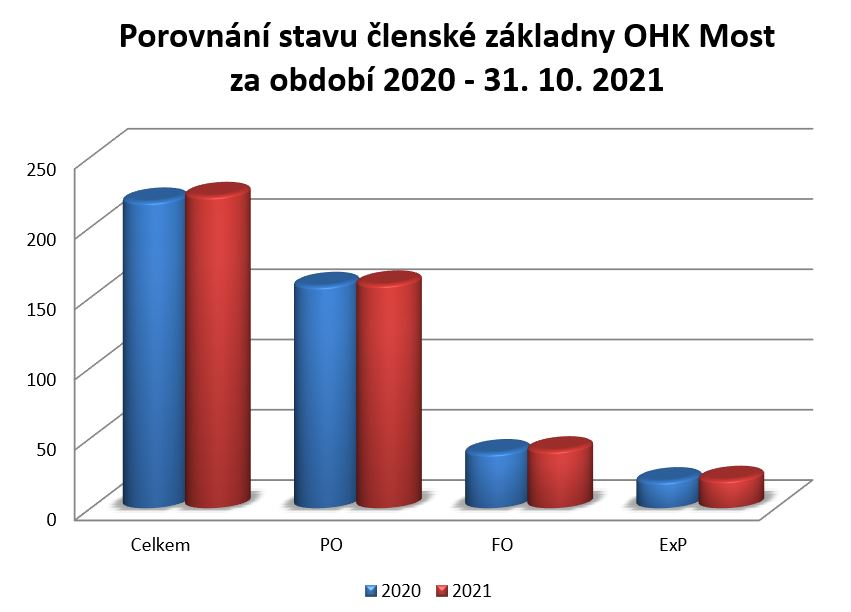 Porovnání stavu členské základny OHK Most
za období 2020 - 31. 10. 2021
250
200
150
100
50
0
Celkem PO FO ExP
2020 2021